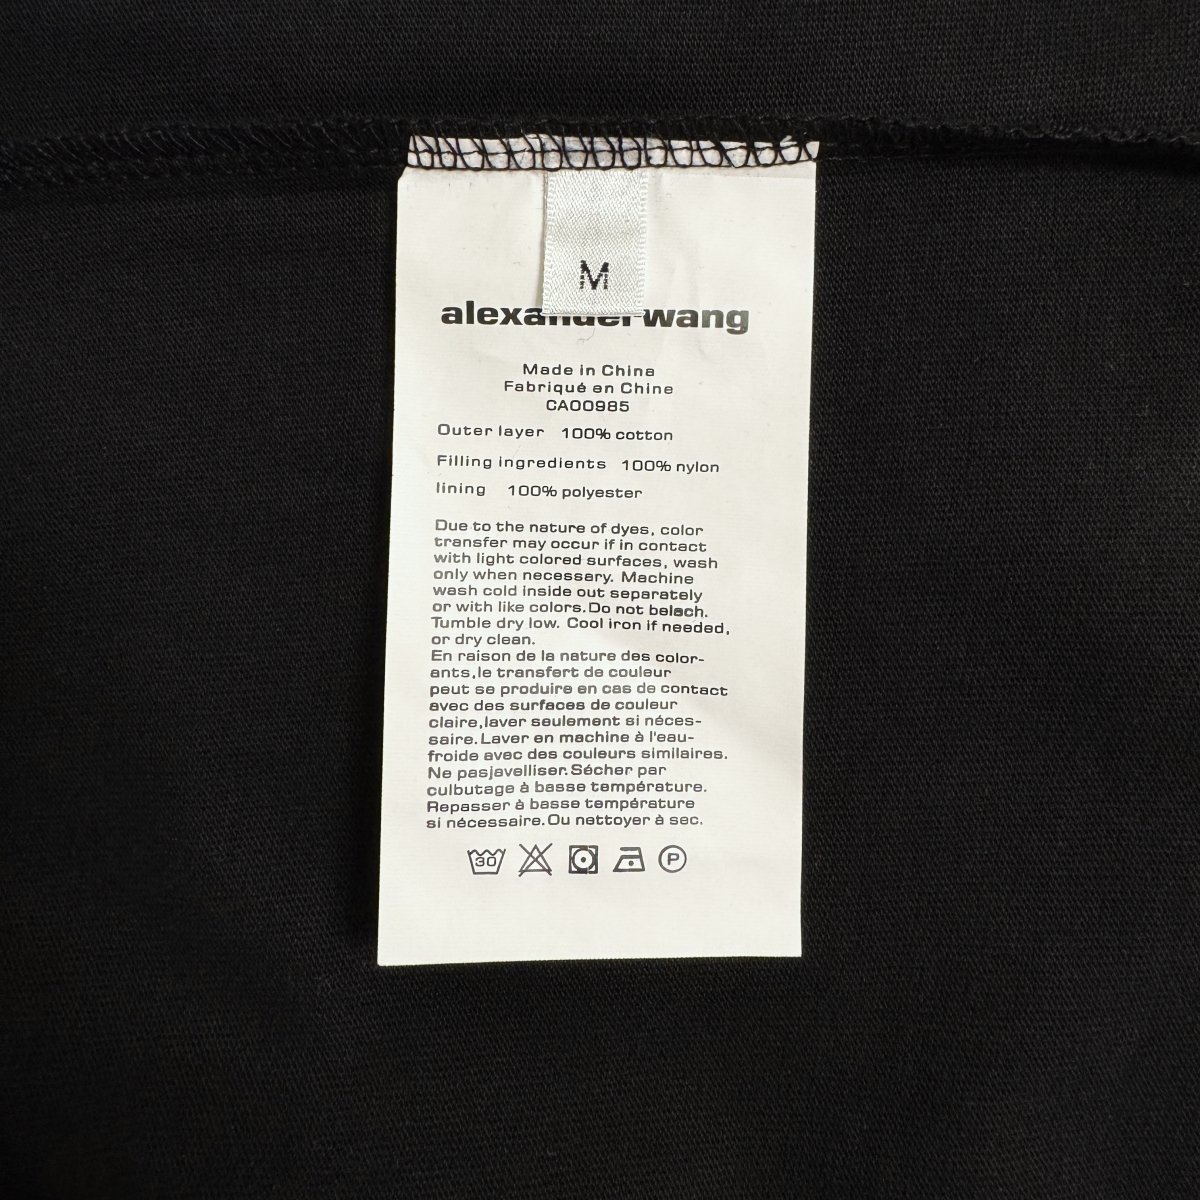 M
alexander wang
Made in China
Fabriqué en Chine
CA00985
Outer layer 100% cotton
Filling ingredients 100% nylon
lining 100% polyester
Due to the nature of dyes, color
transfer may occur if in contact
with light colored surfaces, wash
only when necessary. Machine
wash cold inside out separately
or with like colors.Do not belach.
Tumble dry low. Cool iron if needed,
or dry clean.
En raison de la nature des color-
ants,le transfert de couleur
peut se produire en cas de contact
avec des surfaces de couleur
claire,laver seulement si néces-
saire.Laver en machine à l'eau-
froide avec des couleurs similaires.
Ne pasjavelliser.Sécher par
culbutage à basse température.
Repasser à basse température
si nécessaire.Ou nettoyer à sec.
30 P